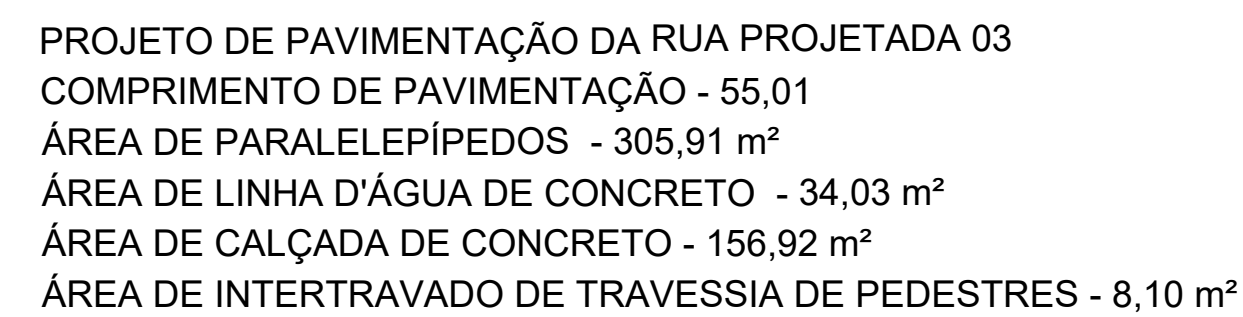 PROJETO DE PAVIMENTAÇÃO DA RUA PROJETADA 03
COMPRIMENTO DE PAVIMENTAÇÃO - 55,01
ÁREA DE PARALELEPÍPEDOS - 305,91 m²
ÁREA DE LINHA D'ÁGUA DE CONCRETO - 34,03 m²
ÁREA DE CALÇADA DE CONCRETO - 156,92 m²
ÁREA DE INTERTRAVADO DE TRAVESSIA DE PEDESTRES - 8,10 m²